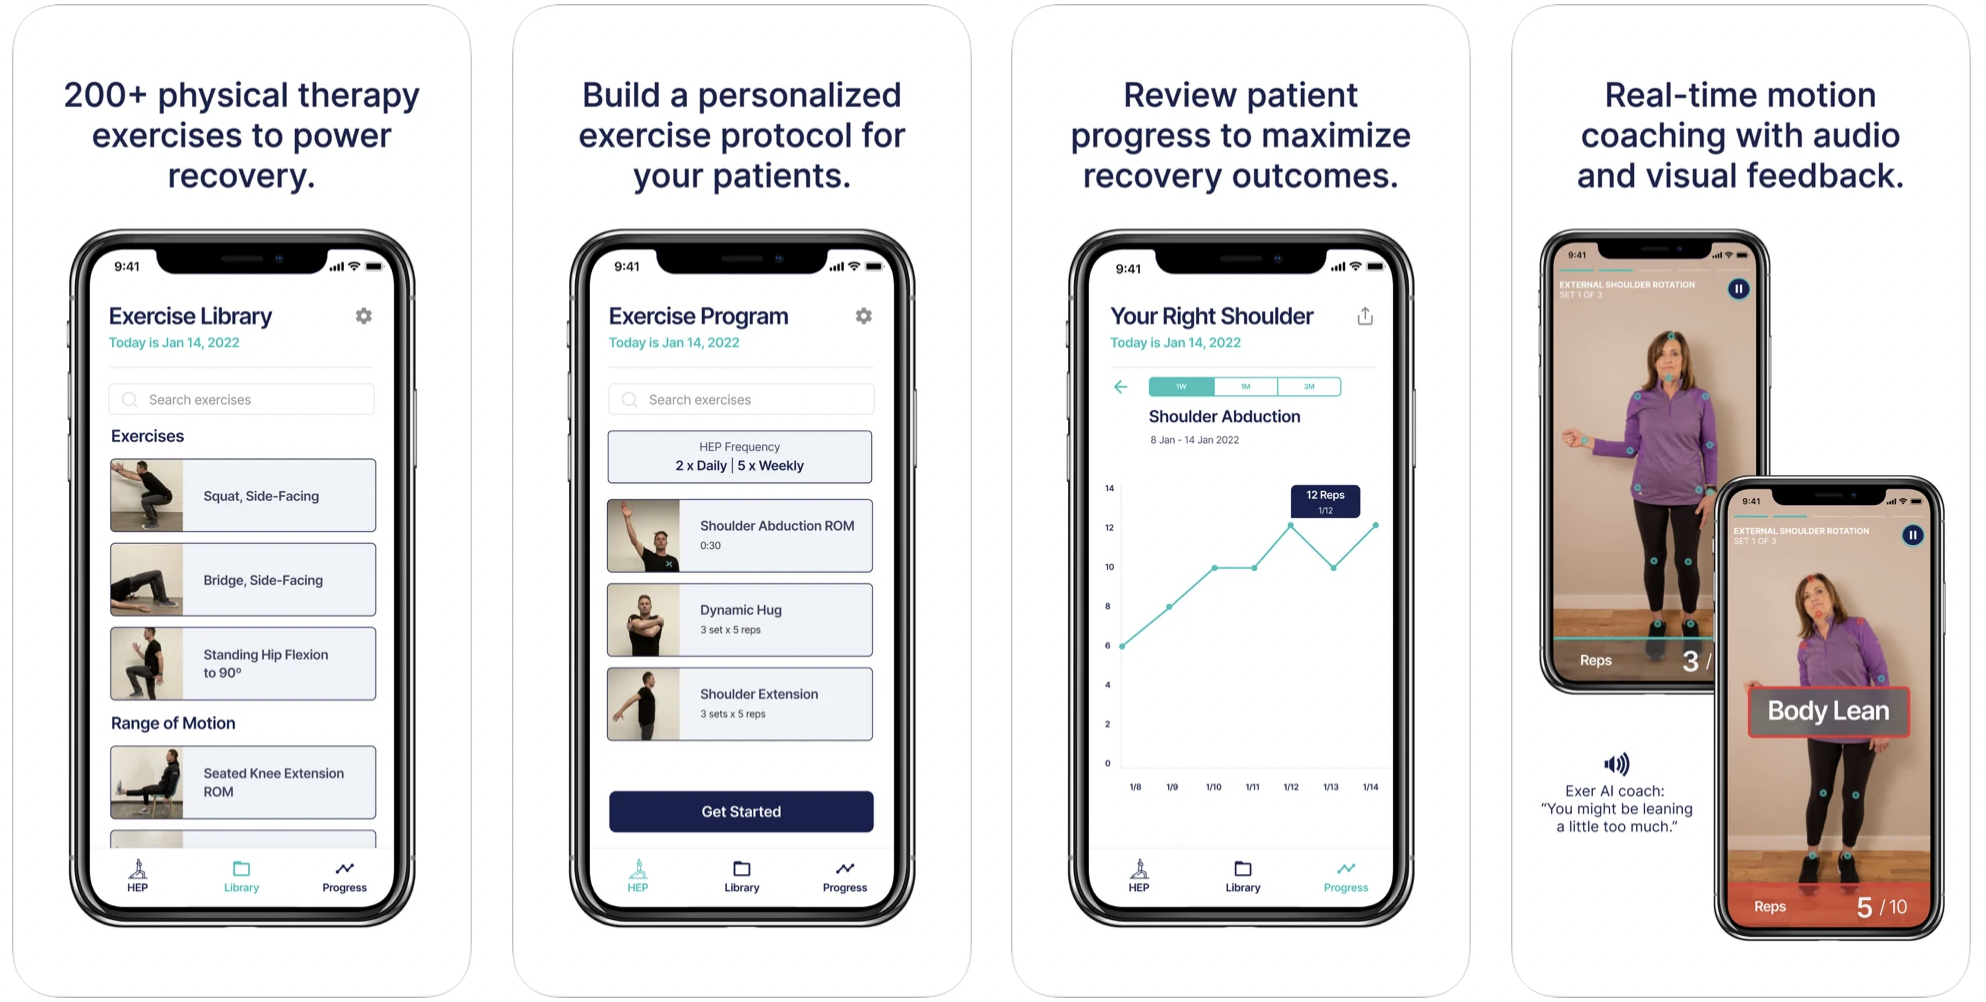 200+ physical therapy
exercises to power
recovery.
9:41
Exercise Library
Today is Jan 14, 2022
Search exercises
Exercises
Squat, Side-Facing
Bridge, Side-Facing
Standing Hip Flexion
to 90º
Range of Motion
Seated Knee Extension
ROM
HEP
Library
Progress
Build a personalized
exercise protocol for
your patients.
9:41
Exercise Program
Today is Jan 14, 2022
Search exercises
HEP Frequency
2 x Daily | 5 x Weekly
Shoulder Abduction ROM
0:30
Dynamic Hug
3 set x 5 reps
Shoulder Extension
3 sets x 5 reps
Get Started
HEP
Library
Progress
Review patient
progress to maximize
recovery outcomes.
9:41
Your Right Shoulder
Today is Jan 14, 2022
1W 1M 3M
Shoulder Abduction
8 Jan - 14 Jan 2022
14
12 Reps
1/12
12
10
8
6
4
2
0
1/8 1/9 1/10 1/11 1/12 1/13 1/14
HEP
Library
Progress
Real-time motion
coaching with audio
and visual feedback.
9:41
EXTERNAL SHOULDER ROTATION
SET 1 OF 3
Reps 3 /
9:41
EXTERNAL SHOULDER ROTATION
SET 1 OF 3
Body Lean
Reps 5 / 10
Exer AI coach:
“You might be leaning
a little too much.”